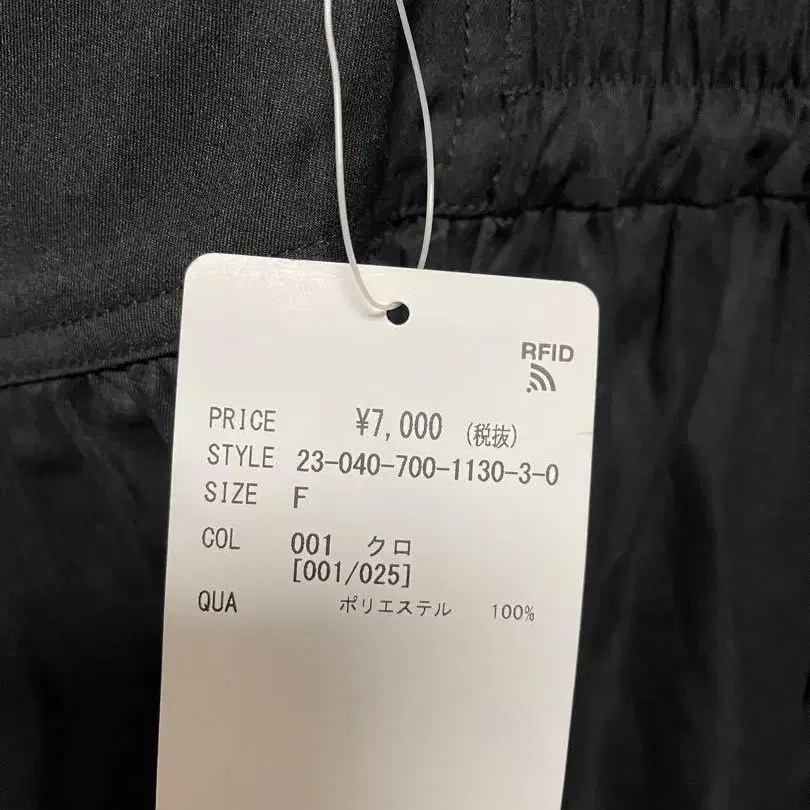 RFID
PRICE ¥7,000 (税抜)
STYLE 23-040-700-1130-3-0
SIZE F
COL 001 クロ
[001/025]
QUA ポリエステル 100%